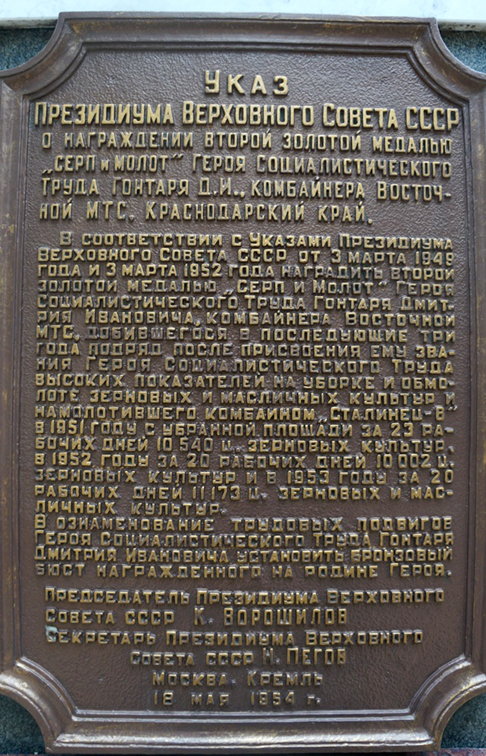 УКАЗ
ПРЕЗИДИУМА ВЕРХОВНОГО СОВЕТА СССР
О НАГРАЖДЕНИИ ВТОРОЙ ЗОЛОТОЙ МЕДАЛЬЮ
„СЕРП И МОЛОТ" ГЕРОЯ СОЦИАЛИСТИЧЕСКОГО
ТРУДА ГОНТАРЯ Д.И., КОМБАЙНЕРА ВОСТОЧ-
НОЙ МТС, КРАСНОДАРСКИЙ КРАЙ.
В СООТВЕТСТВИИ С УКАЗАМИ ПРЕЗИДИУМА
ВЕРХОВНОГО СОВЕТА СССР ОТ 3 МАРТА 1949
ГОДА И 3 МАРТА 1952 ГОДА НАГРАДИТЬ ВТОРОЙ
ЗОЛОТОЙ МЕДАЛЬЮ „СЕРП И МОЛОТ" ГЕРОЯ
СОЦИАЛИСТИЧЕСКОГО ТРУДА ГОНТАРЯ ДМИТ-
РИЯ ИВАНОВИЧА, КОМБАЙНЕРА ВОСТОЧНОЙ
МТС, ДОБИВШЕГОСЯ В ПОСЛЕДУЮЩИЕ ТРИ
ГОДА ПОДРЯД ПОСЛЕ ПРИСВОЕНИЯ ЕМУ ЗВА-
НИЯ ГЕРОЯ СОЦИАЛИСТИЧЕСКОГО ТРУДА
ВЫСОКИХ ПОКАЗАТЕЛЕЙ НА УБОРКЕ И ОБМО-
ЛОТЕ ЗЕРНОВЫХ И МАСЛИЧНЫХ КУЛЬТУР И
НАМОЛОТИВШЕГО КОМБАЙНОМ „СТАЛИНЕЦ-6"
В 1951 ГОДУ С УБРАННОЙ ПЛОЩАДИ ЗА 23 РА-
БОЧИХ ДНЕЙ 10 540 Ц. ЗЕРНОВЫХ КУЛЬТУР,
В 1952 ГОДУ ЗА 20 РАБОЧИХ ДНЕЙ 10 002 Ц.
ЗЕРНОВЫХ КУЛЬТУР И В 1953 ГОДУ ЗА 20
РАБОЧИХ ДНЕЙ 11 173 Ц. ЗЕРНОВЫХ И МАС-
ЛИЧНЫХ КУЛЬТУР.
В ОЗНАМЕНОВАНИЕ ТРУДОВЫХ ПОДВИГОВ
ГЕРОЯ СОЦИАЛИСТИЧЕСКОГО ТРУДА ГОНТАРЯ
ДМИТРИЯ ИВАНОВИЧА УСТАНОВИТЬ БРОНЗОВЫЙ
БЮСТ НАГРАЖДЕННОГО НА РОДИНЕ ГЕРОЯ.
ПРЕДСЕДАТЕЛЬ ПРЕЗИДИУМА ВЕРХОВНОГО
СОВЕТА СССР К. ВОРОШИЛОВ
СЕКРЕТАРЬ ПРЕЗИДИУМА ВЕРХОВНОГО
СОВЕТА СССР Н. ПЕГОВ
МОСКВА. КРЕМЛЬ
18 МАЯ 1954 Г.